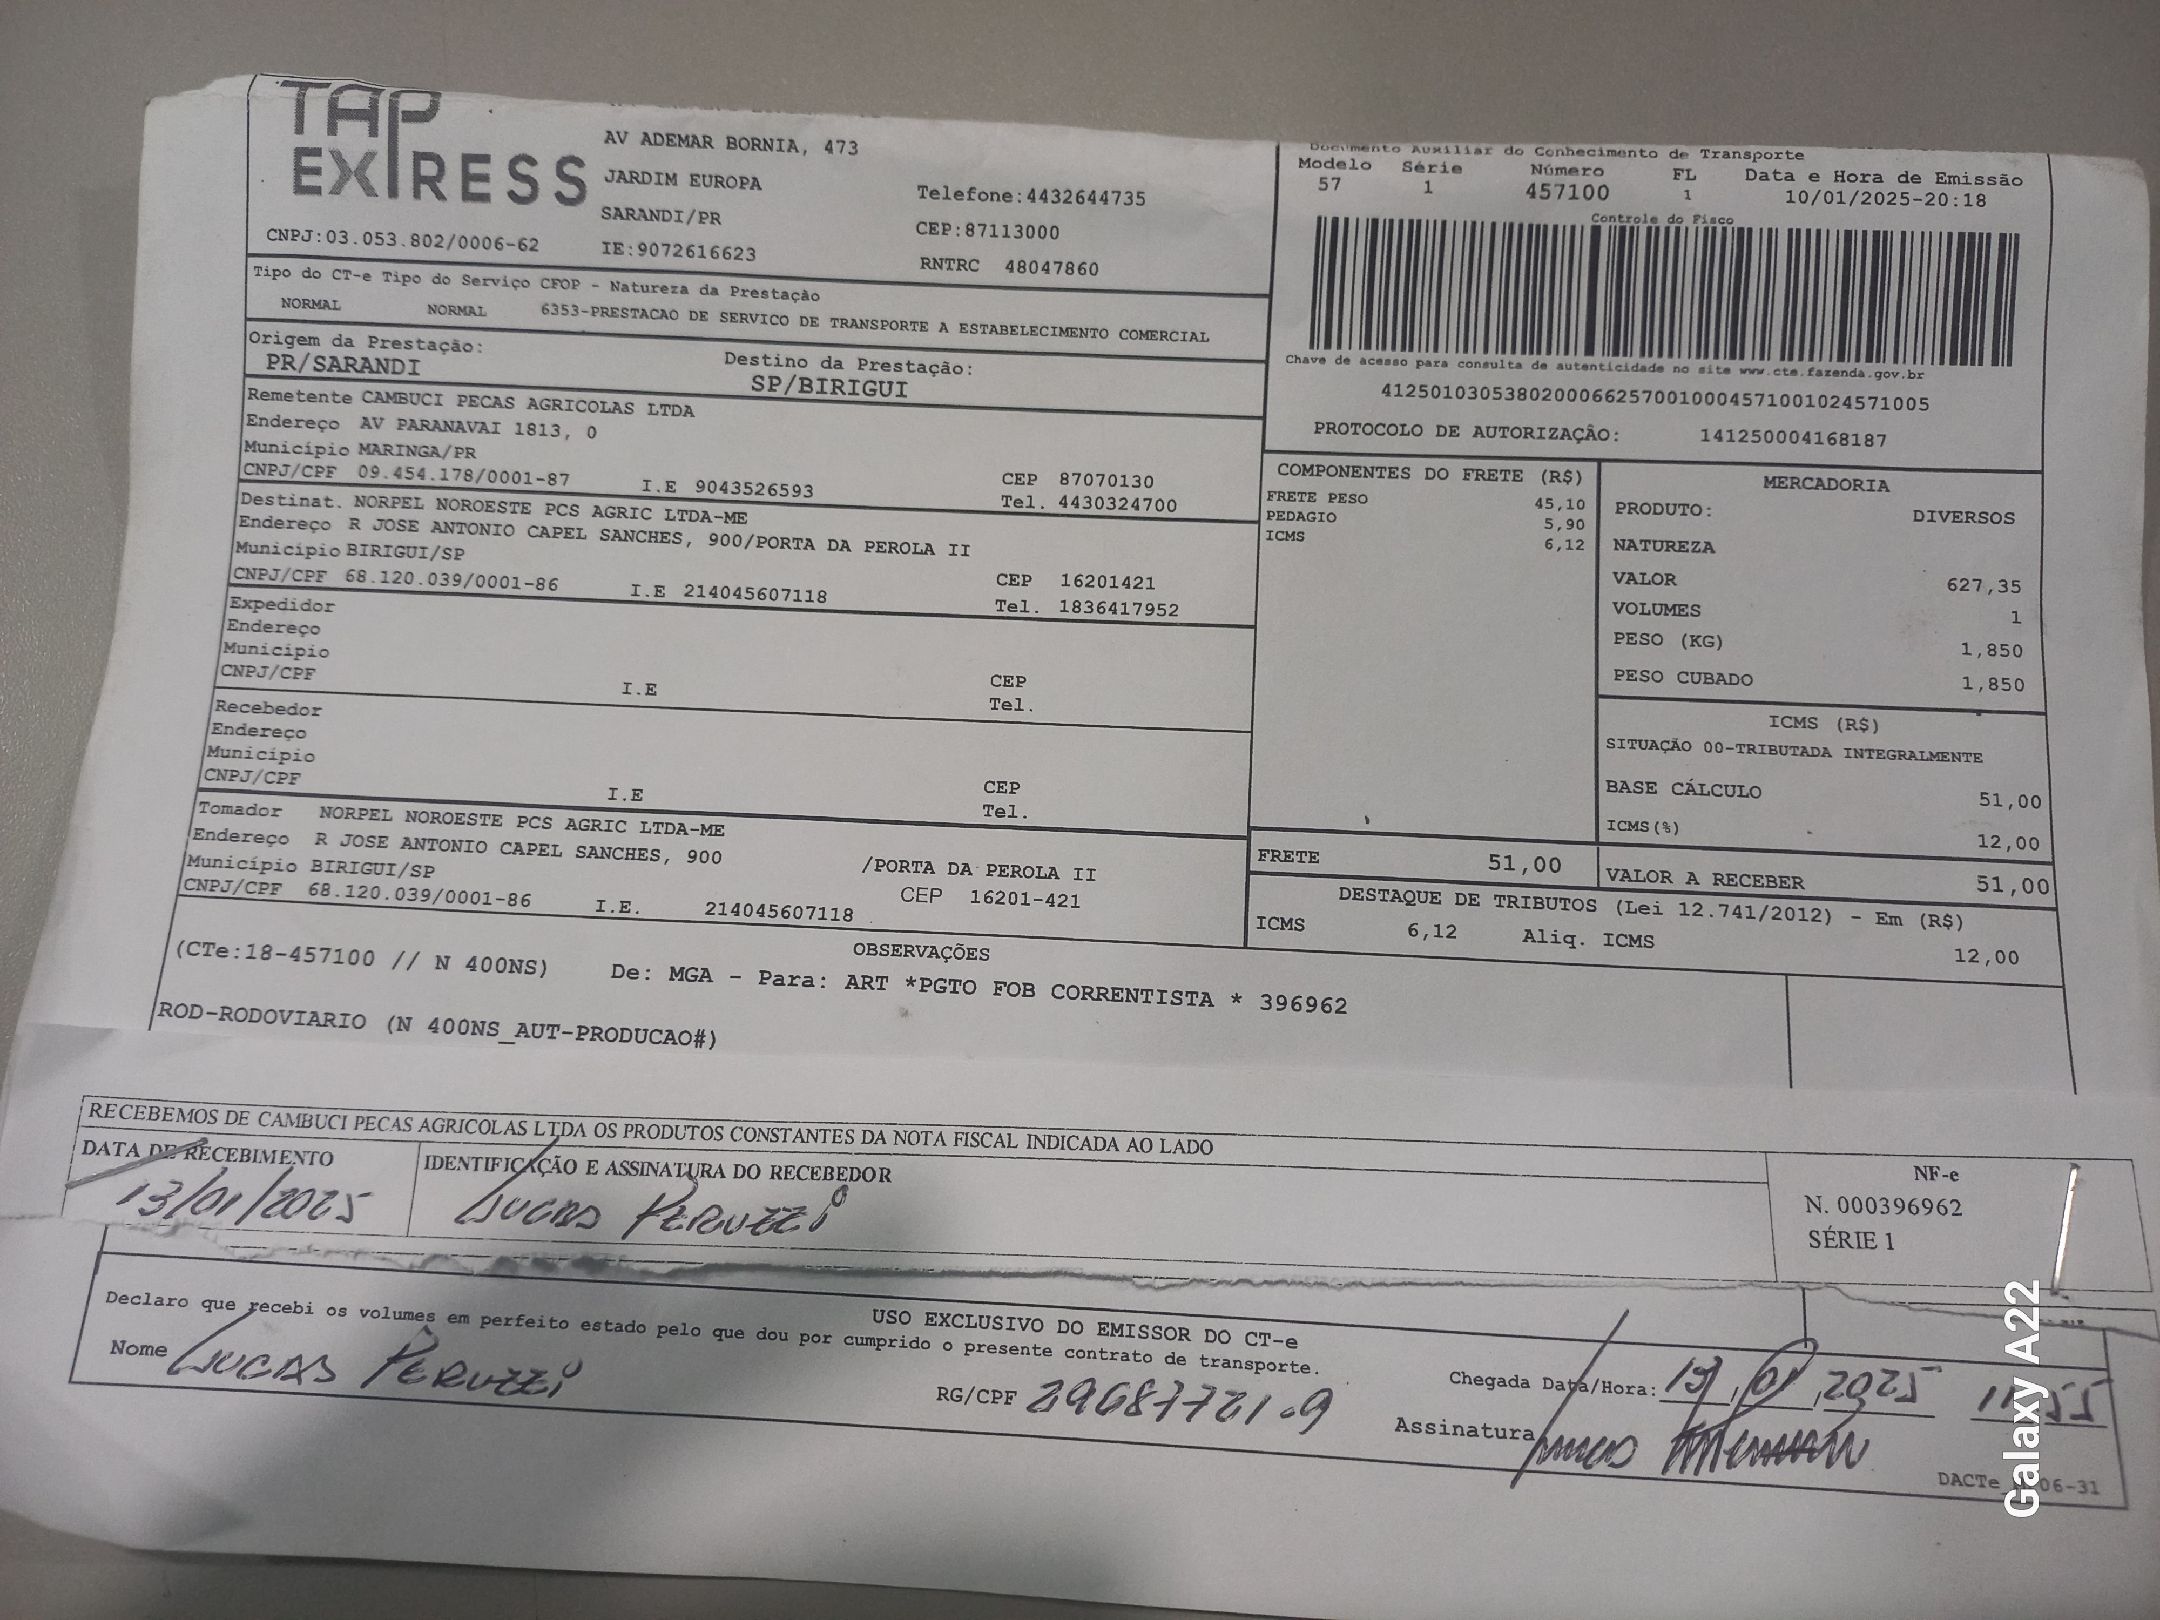 TAP
EXPRESS
AV ADEMAR BORNIA, 473
JARDIM EUROPA
SARANDI/PR
Telefone:4432644735
CEP:87113000
CNPJ:03.053.802/0006-62
IE:9072616623
RNTRC 48047860
Documento Auxiliar do Conhecimento de Transporte
Modelo Série Número FL Data e Hora de Emissão
57 1 457100 1 10/01/2025-20:18
Controle do Fisco
Chave de acesso para consulta de autenticidade no site www.cte.fazenda.gov.br
41250103053802000662570010004571001024571005
PROTOCOLO DE AUTORIZAÇÃO: 141250004168187
Tipo do CT-e Tipo do Serviço CFOP - Natureza da Prestação
NORMAL NORMAL 6353-PRESTACAO DE SERVICO DE TRANSPORTE A ESTABELECIMENTO COMERCIAL
Origem da Prestação: Destino da Prestação:
PR/SARANDI SP/BIRIGUI
Remetente CAMBUCI PECAS AGRICOLAS LTDA
Endereço AV PARANAVAI 1813, 0
Município MARINGA/PR CEP 87070130
CNPJ/CPF 09.454.178/0001-87 I.E 9043526593 Tel. 4430324700
Destinat. NORPEL NOROESTE PCS AGRIC LTDA-ME
Endereço R JOSE ANTONIO CAPEL SANCHES, 900/PORTA DA PEROLA II
Município BIRIGUI/SP CEP 16201421
CNPJ/CPF 68.120.039/0001-86 I.E 214045607118 Tel. 1836417952
Expedidor
Endereço
Município CEP
CNPJ/CPF I.E Tel.
Recebedor
Endereço
Município CEP
CNPJ/CPF I.E Tel.
Tomador NORPEL NOROESTE PCS AGRIC LTDA-ME
Endereço R JOSE ANTONIO CAPEL SANCHES, 900 /PORTA DA PEROLA II
Município BIRIGUI/SP CEP 16201-421
CNPJ/CPF 68.120.039/0001-86 I.E. 214045607118
COMPONENTES DO FRETE (R$)
FRETE PESO 45,10
PEDAGIO 5,90
ICMS 6,12
MERCADORIA
PRODUTO: DIVERSOS
NATUREZA
VALOR 627,35
VOLUMES 1
PESO (KG) 1,850
PESO CUBADO 1,850
ICMS (R$)
SITUAÇÃO 00-TRIBUTADA INTEGRALMENTE
BASE CÁLCULO 51,00
ICMS(%) 12,00
FRETE 51,00 VALOR A RECEBER 51,00
DESTAQUE DE TRIBUTOS (Lei 12.741/2012) - Em (R$)
ICMS 6,12 Aliq. ICMS 12,00
OBSERVAÇÕES
(CTe:18-457100 // N 400NS) De: MGA - Para: ART *PGTO FOB CORRENTISTA * 396962
ROD-RODOVIARIO (N 400NS_AUT-PRODUCAO#)
RECEBEMOS DE CAMBUCI PECAS AGRICOLAS LTDA OS PRODUTOS CONSTANTES DA NOTA FISCAL INDICADA AO LADO
DATA DE RECEBIMENTO IDENTIFICAÇÃO E ASSINATURA DO RECEBEDOR
13/01/2025 LUCAS PERUZZI
NF-e
N. 000396962
SÉRIE 1
USO EXCLUSIVO DO EMISSOR DO CT-e
Declaro que recebi os volumes em perfeito estado pelo que dou por cumprido o presente contrato de transporte.
Nome LUCAS PERUZZI
RG/CPF 29687721-9
Chegada Data/Hora: 13/01/2025
Assinatura
DACTe 06-31
Galaxy A22